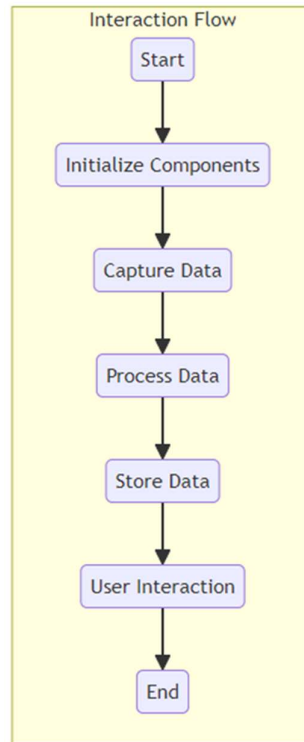 Interaction Flow
Start
Initialize Components
Capture Data
Process Data
Store Data
User Interaction
End